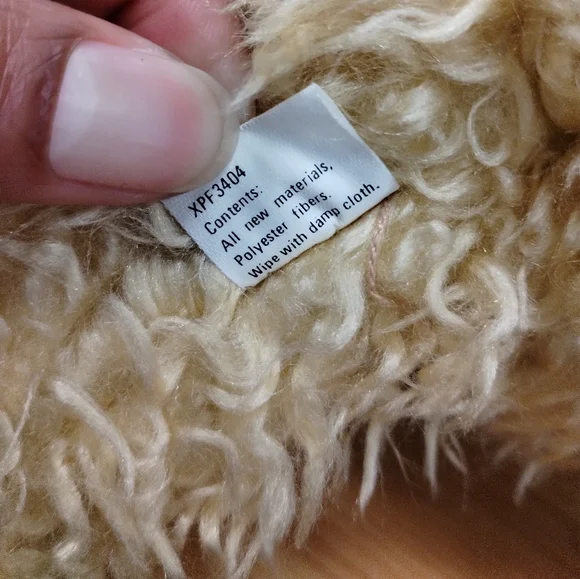 XPF3404
Contents:
All new materials,
Polyester fibers.
Wipe with damp cloth.